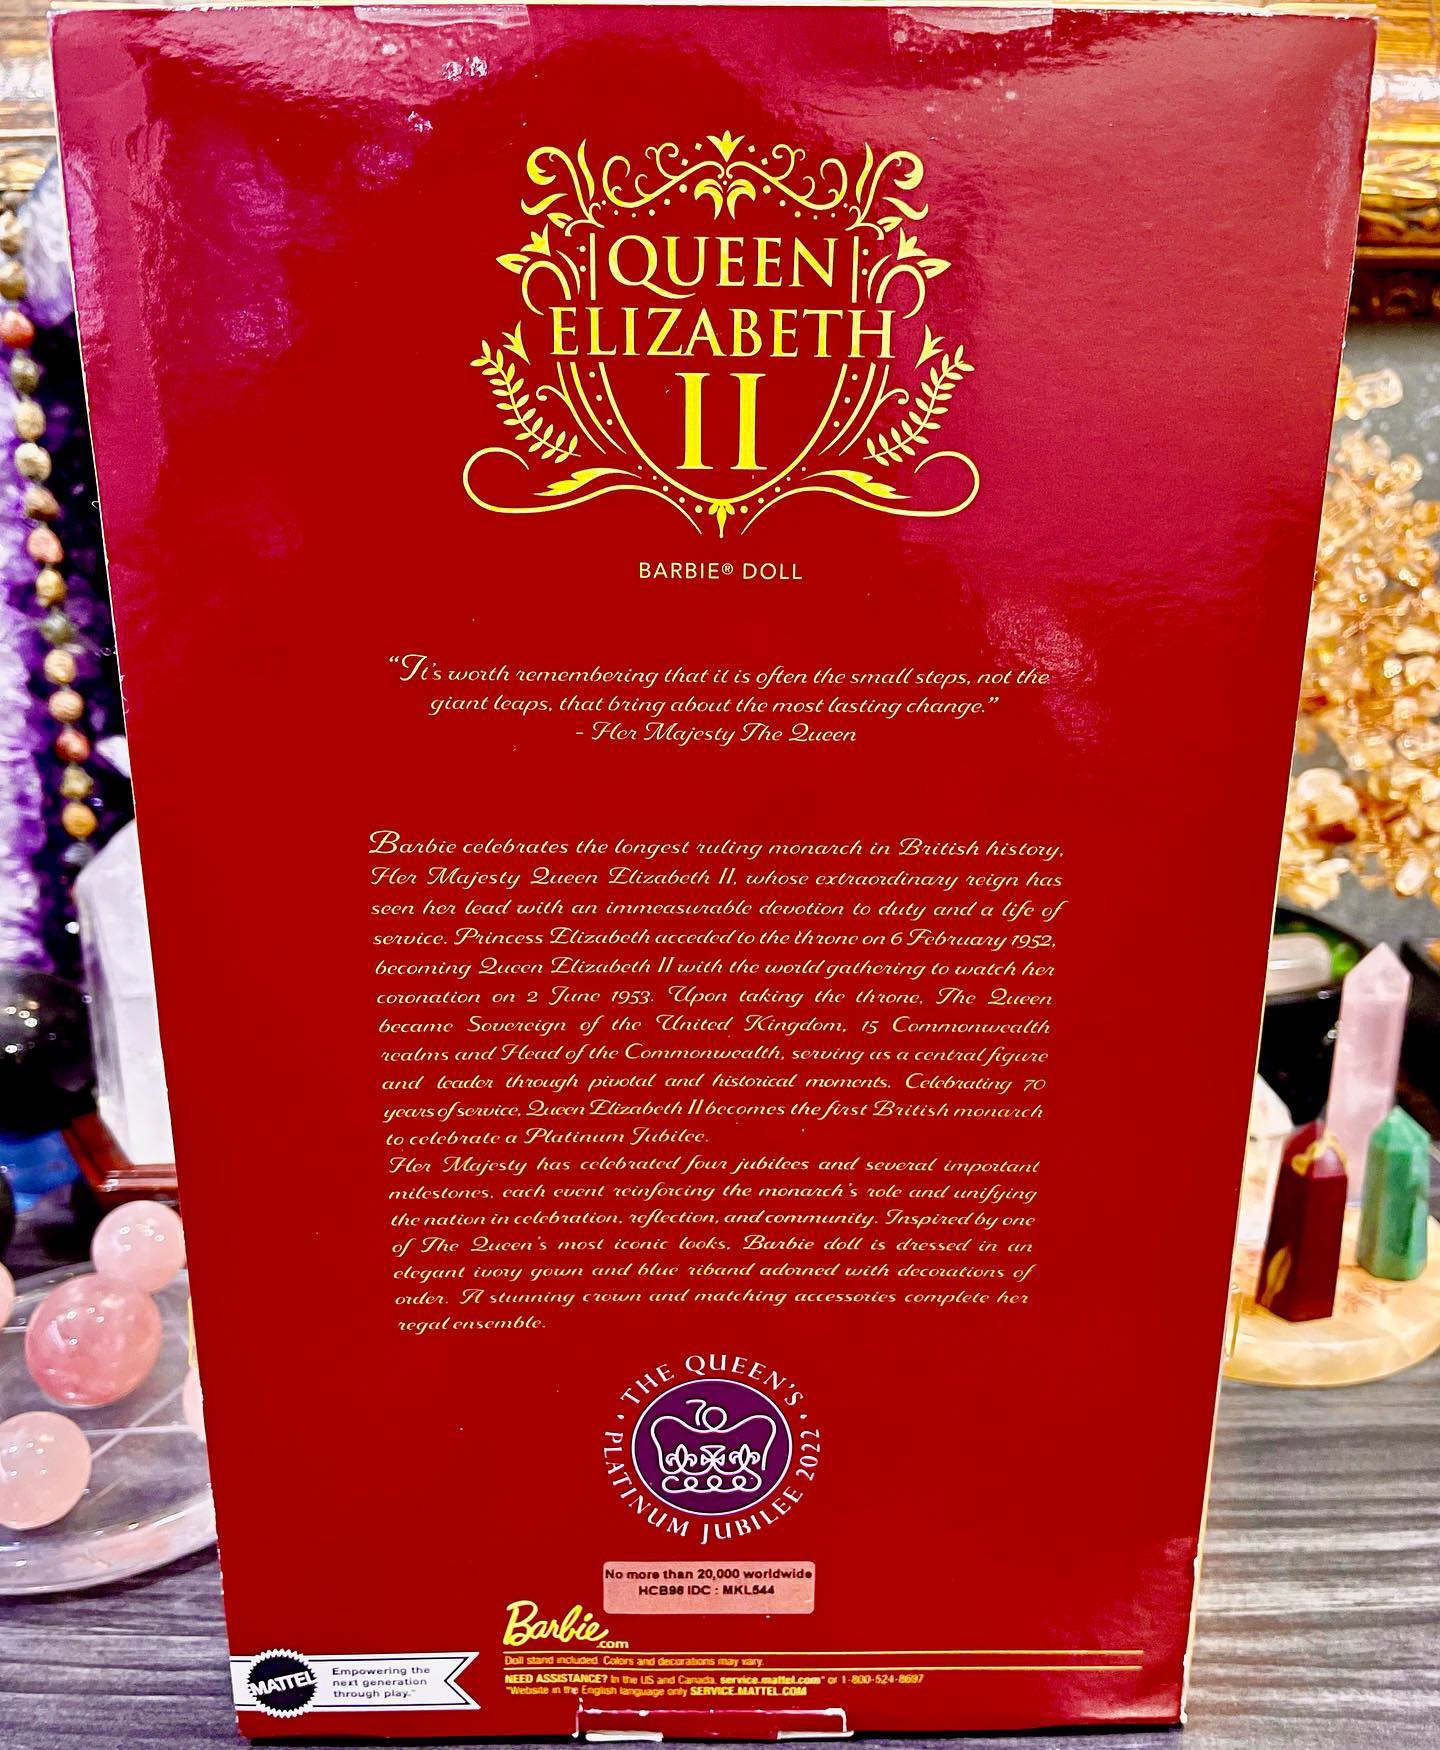 QUEEN
ELIZABETH
II
BARBIE® DOLL
“It's worth remembering that it is often the small steps, not the
giant leaps, that bring about the most lasting change.”
- Her Majesty The Queen
Barbie celebrates the longest ruling monarch in British history,
Her Majesty Queen Elizabeth II, whose extraordinary reign has
seen her lead with an immeasurable devotion to duty and a life of
service. Princess Elizabeth acceded to the throne on 6 February 1952,
becoming Queen Elizabeth II with the world gathering to watch her
coronation on 2 June 1953. Upon taking the throne, The Queen
became Sovereign of the United Kingdom, 15 Commonwealth
realms and Head of the Commonwealth, serving as a central figure
and leader through pivotal and historical moments. Celebrating 70
years of service, Queen Elizabeth II becomes the first British monarch
to celebrate a Platinum Jubilee.
Her Majesty has celebrated four jubilees and several important
milestones, each event reinforcing the monarch's role and unifying
the nation in celebration, reflection, and community. Inspired by one
of The Queen's most iconic looks, Barbie doll is dressed in an
elegant ivory gown and blue riband adorned with decorations of
order. A stunning crown and matching accessories complete her
regal ensemble.
THE QUEEN'S
70
PLATINUM JUBILEE 2022
No more than 20,000 worldwide
HCB96 IDC : MKL544
Barbie.com
Doll stand included. Colors and decorations may vary.
NEED ASSISTANCE? In the US and Canada, service.mattel.com* or 1-800-524-8697
*Website in the English language only SERVICE.MATTEL.COM
MATTEL
Empowering the
next generation
through play.™